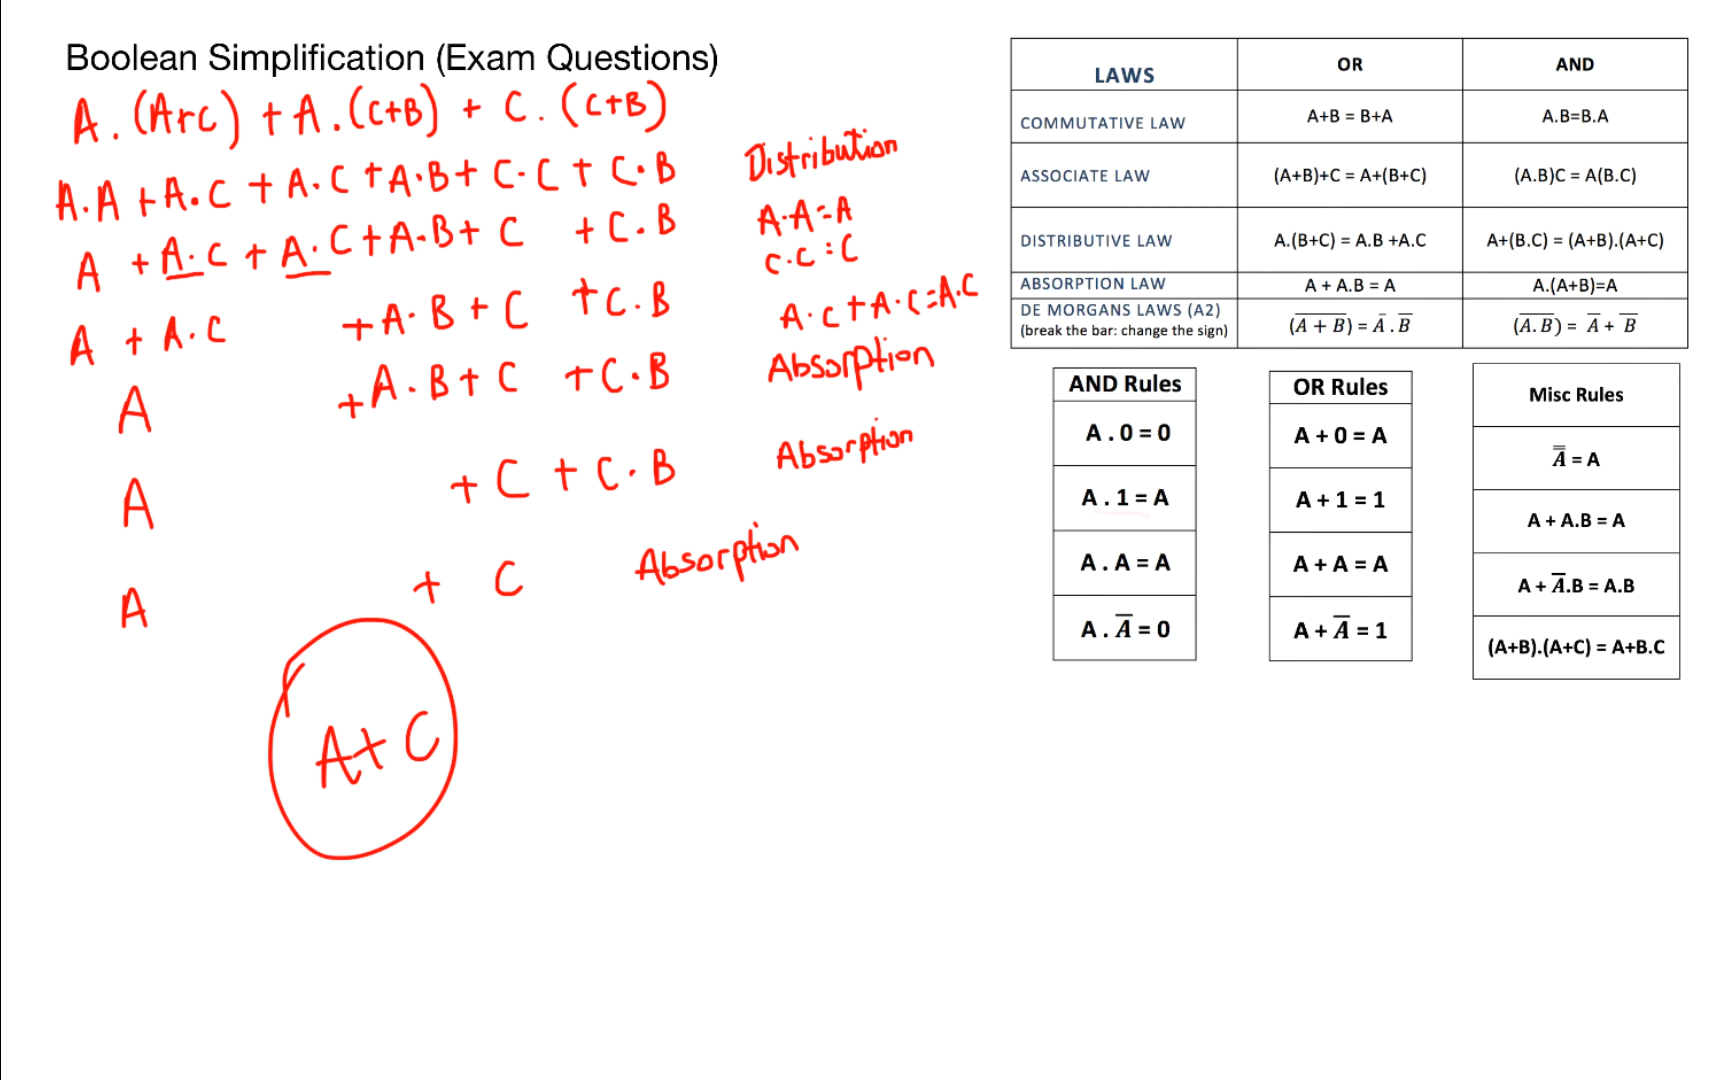 Boolean Simplification (Exam Questions)
A.(A+C) + A.(C+B) + C.(C+B)
A.A + A.C + A.C + A.B + C.C + C.B Distribution
A + A.C + A.C + A.B + C + C.B A.A=A
C.C=C
A + A.C + A.B + C + C.B A.C+A.C=A.C
A + A.B + C + C.B Absorption
A + C + C.B Absorption
A + C Absorption
A+C
LAWS OR AND
COMMUTATIVE LAW A+B = B+A A.B=B.A
ASSOCIATE LAW (A+B)+C = A+(B+C) (A.B)C = A(B.C)
DISTRIBUTIVE LAW A.(B+C) = A.B +A.C A+(B.C) = (A+B).(A+C)
ABSORPTION LAW A + A.B = A A.(A+B)=A
DE MORGANS LAWS (A2) (A̅ ̅+̅ ̅B̅) = A̅ . B̅ (A̅.̅ ̅B̅) = A̅ + B̅
(break the bar: change the sign)
AND Rules
A . 0 = 0
A . 1 = A
A . A = A
A . A̅ = 0
OR Rules
A + 0 = A
A + 1 = 1
A + A = A
A + A̅ = 1
Misc Rules
A̿ = A
A + A.B = A
A + A̅.B = A.B
(A+B).(A+C) = A+B.C